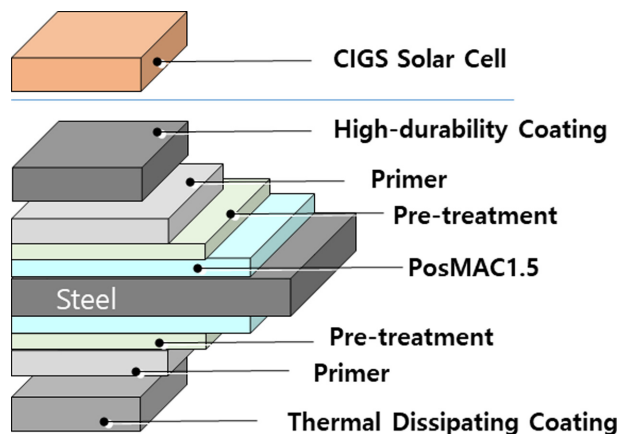 CIGS Solar Cell
High-durability Coating
Primer
Pre-treatment
PosMAC1.5
Steel
Pre-treatment
Primer
Thermal Dissipating Coating